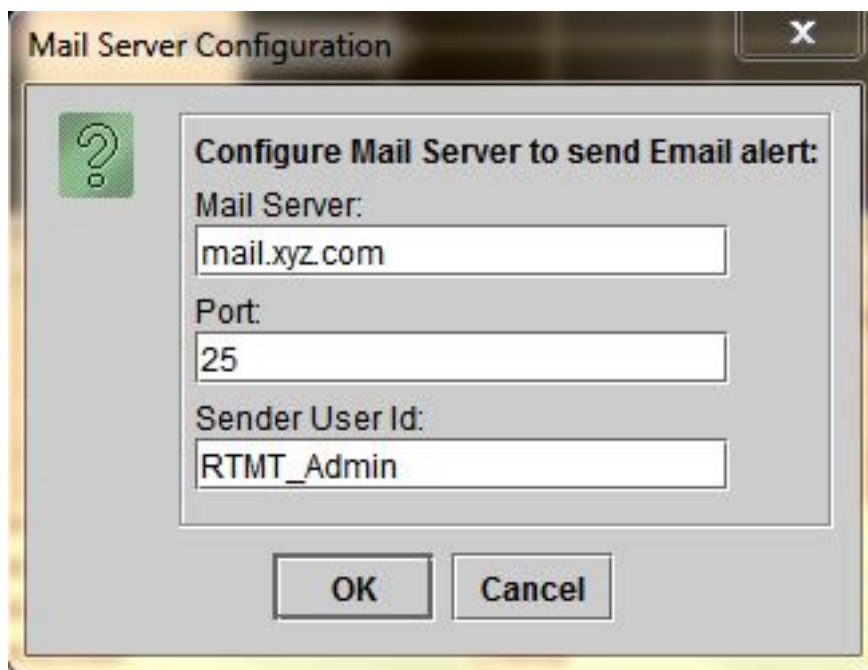 Mail Server Configuration
x
Configure Mail Server to send Email alert:
Mail Server:
mail.xyz.com
Port:
25
Sender User Id:
RTMT_Admin
OK Cancel